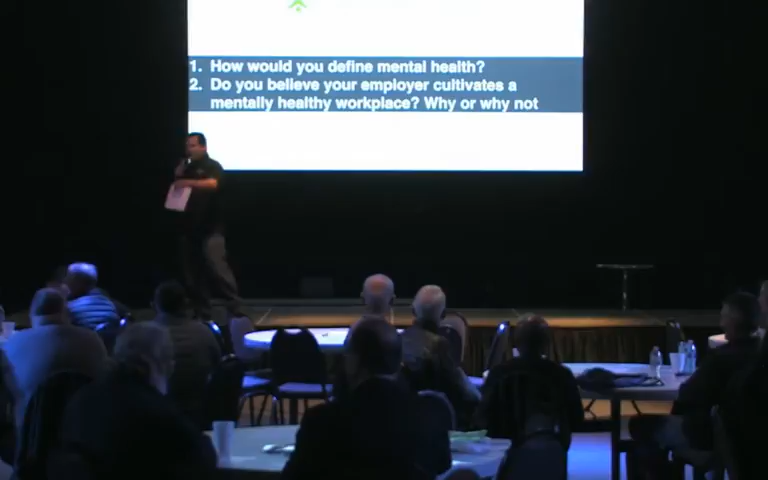 1. How would you define mental health?
2. Do you believe your employer cultivates a
mentally healthy workplace? Why or why not